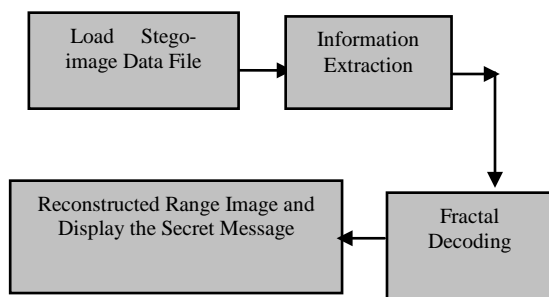 Load Stego-
image Data File
Information
Extraction
Reconstructed Range Image and
Display the Secret Message
Fractal
Decoding